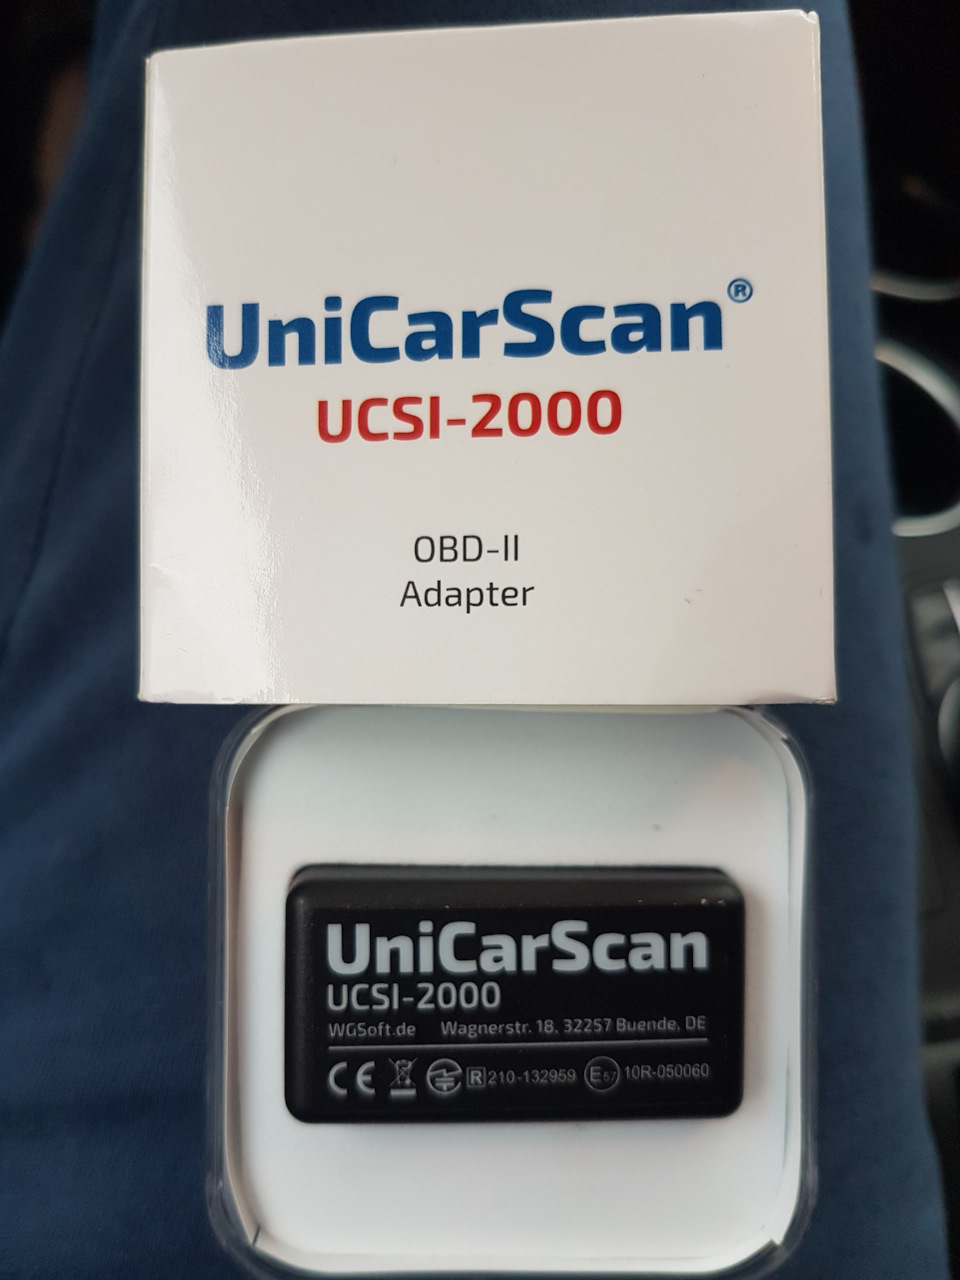 UniCarScan®
UCSI-2000
OBD-II
Adapter
UniCarScan
UCSI-2000
WGSoft.de Wagnerstr. 18, 32257 Buende, DE
CE R 210-132959 E57 10R-050060